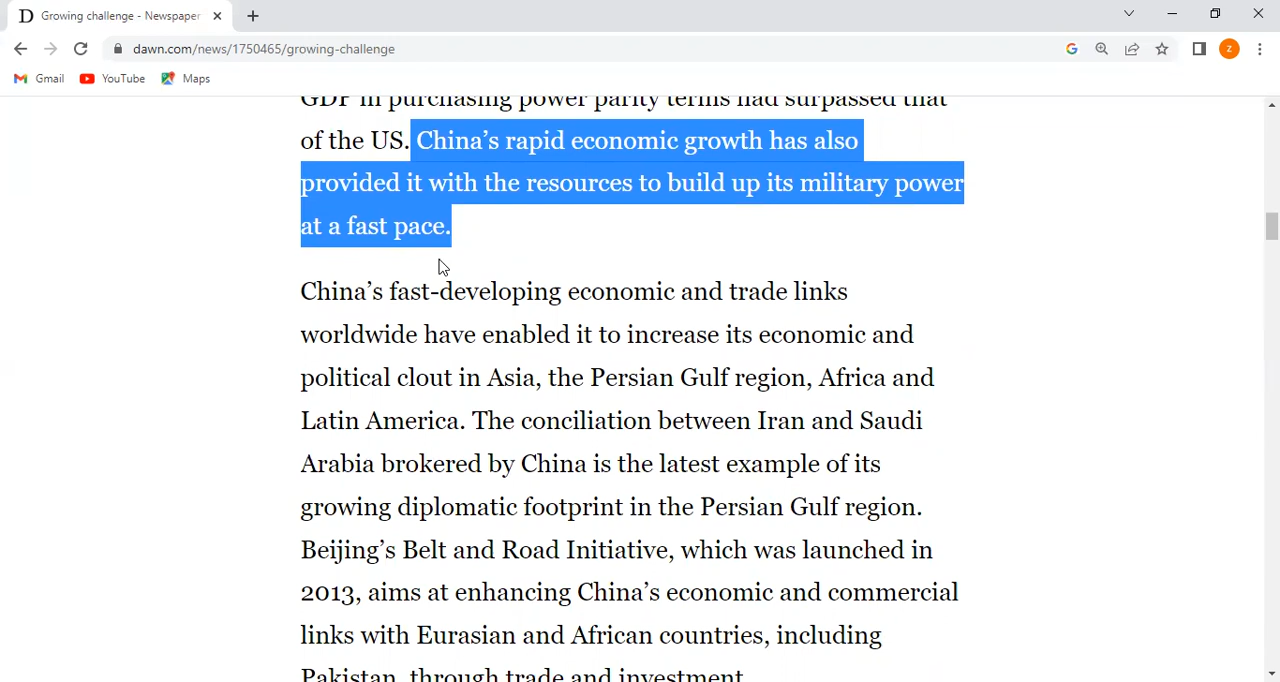 Growing challenge - Newspaper
dawn.com/news/1750465/growing-challenge
Z
Gmail YouTube Maps
GDP in purchasing power parity terms had surpassed that
of the US. China’s rapid economic growth has also
provided it with the resources to build up its military power
at a fast pace.
China’s fast-developing economic and trade links
worldwide have enabled it to increase its economic and
political clout in Asia, the Persian Gulf region, Africa and
Latin America. The conciliation between Iran and Saudi
Arabia brokered by China is the latest example of its
growing diplomatic footprint in the Persian Gulf region.
Beijing’s Belt and Road Initiative, which was launched in
2013, aims at enhancing China’s economic and commercial
links with Eurasian and African countries, including
Pakistan, through trade and investment